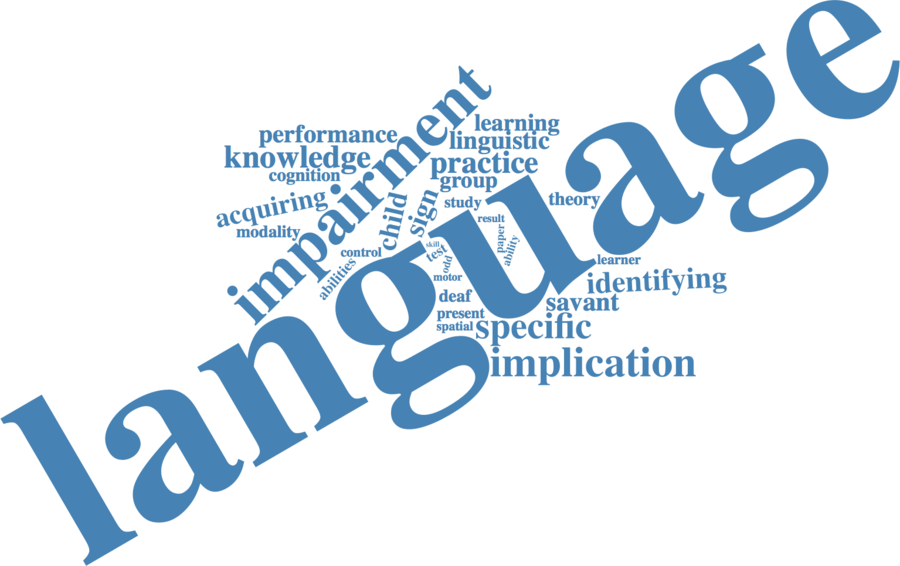 language
impairment
learning
performance
linguistic
knowledge
practice
cognition
group
acquiring
child
sign
study
theory
modality
result
paper
ability
control
skill
test
odd
abilities
motor
learner
identifying
deaf
savant
present
spatial
specific
implication